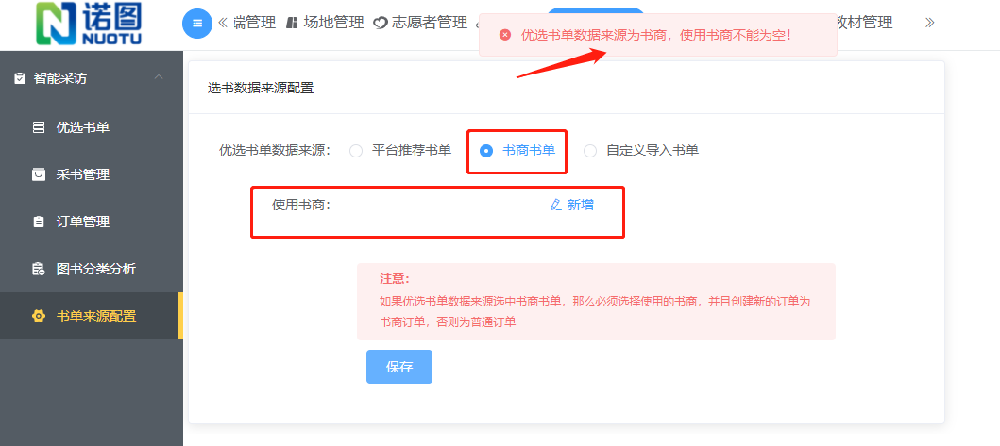 诺图
NUOTU
端管理 场地管理 志愿者管理
优选书单数据来源为书商，使用书商不能为空！
教材管理
智能采访
优选书单
采书管理
订单管理
图书分类分析
书单来源配置
选书数据来源配置
优选书单数据来源： 平台推荐书单 书商书单 自定义导入书单
使用书商： 新增
注意：
如果优选书单数据来源选中书商书单，那么必须选择使用的书商，并且创建新的订单为
书商订单，否则为普通订单
保存